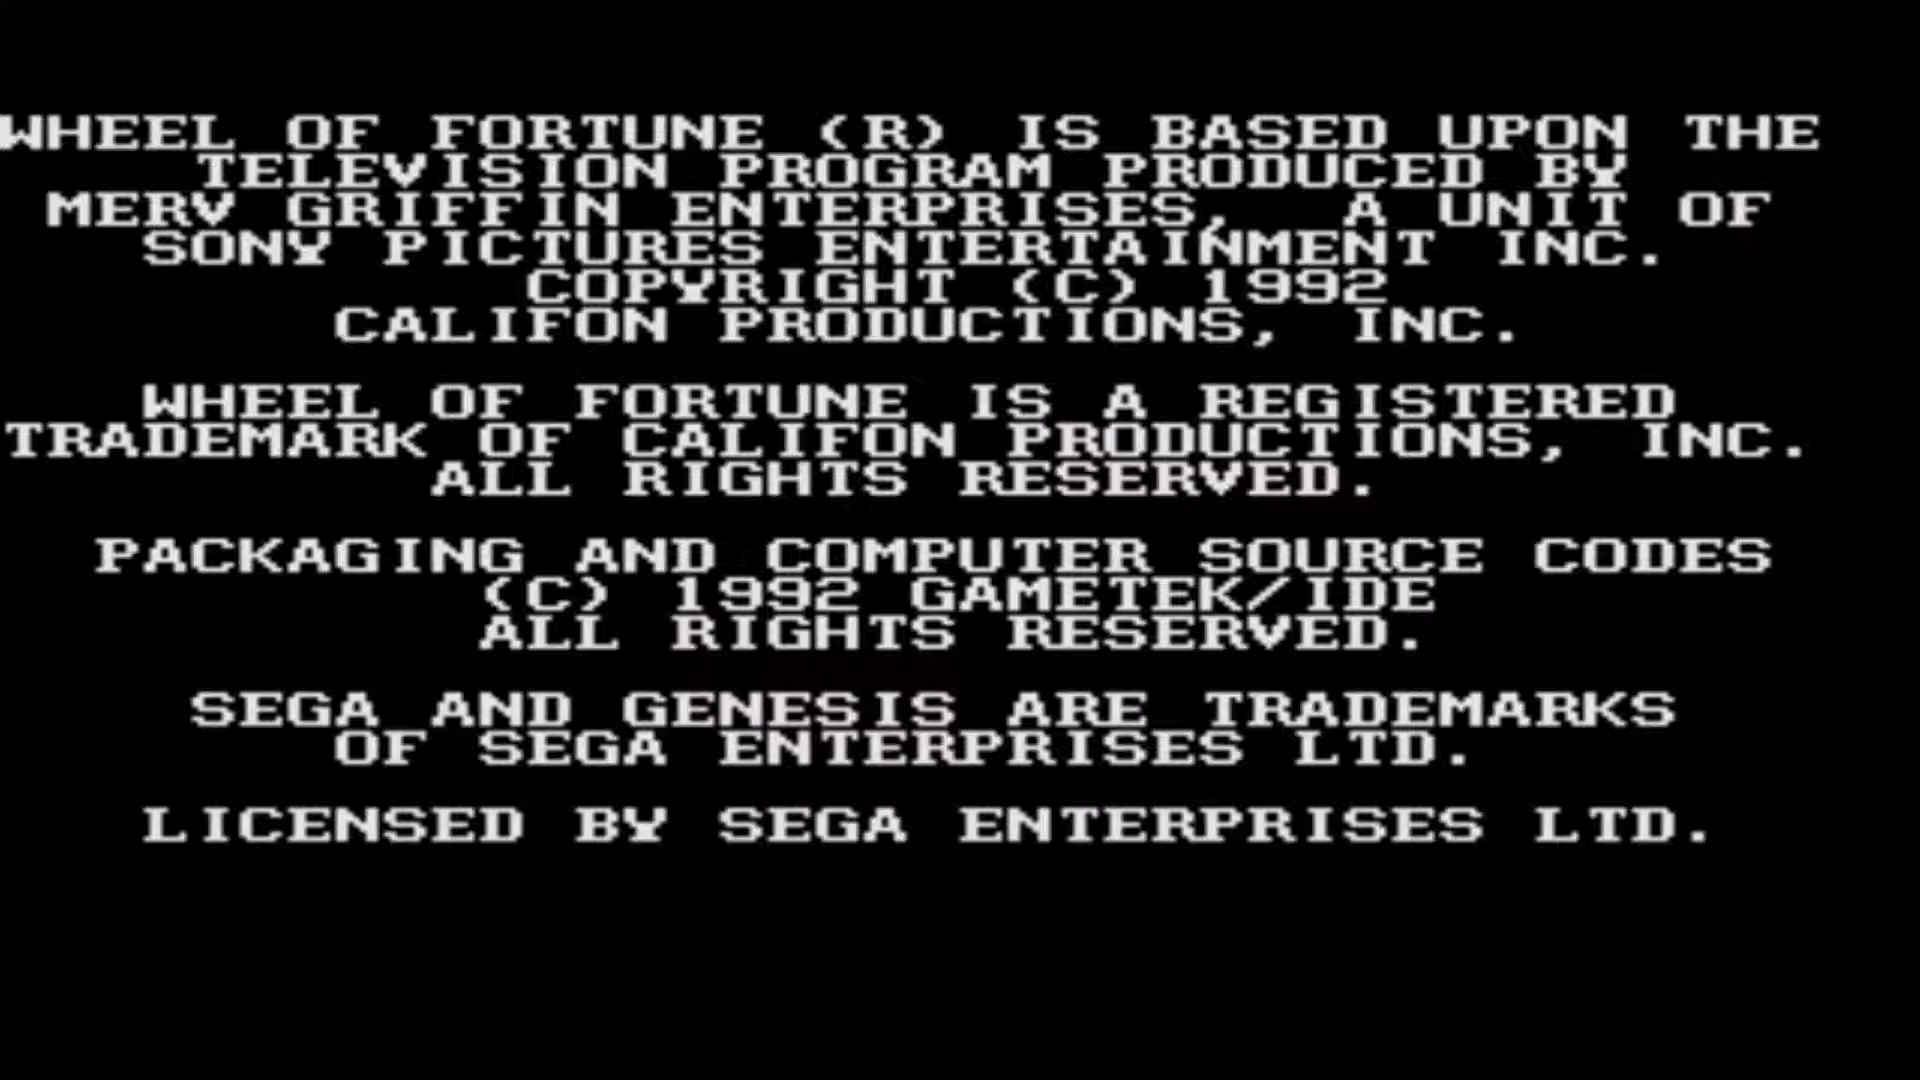 WHEEL OF FORTUNE (R) IS BASED UPON THE
TELEVISION PROGRAM PRODUCED BY
MERV GRIFFIN ENTERPRISES, A UNIT OF
SONY PICTURES ENTERTAINMENT INC.
COPYRIGHT (C) 1992
CALIFON PRODUCTIONS, INC.
WHEEL OF FORTUNE IS A REGISTERED
TRADEMARK OF CALIFON PRODUCTIONS, INC.
ALL RIGHTS RESERVED.
PACKAGING AND COMPUTER SOURCE CODES
(C) 1992 GAMETEK/IDE
ALL RIGHTS RESERVED.
SEGA AND GENESIS ARE TRADEMARKS
OF SEGA ENTERPRISES LTD.
LICENSED BY SEGA ENTERPRISES LTD.